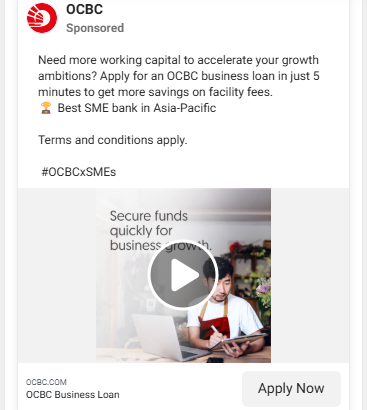 OCBC
Sponsored
Need more working capital to accelerate your growth
ambitions? Apply for an OCBC business loan in just 5
minutes to get more savings on facility fees.
🏆 Best SME bank in Asia-Pacific
Terms and conditions apply.
#OCBCxSMEs
Secure funds
quickly for
business growth.
OCBC.COM
OCBC Business Loan
Apply Now